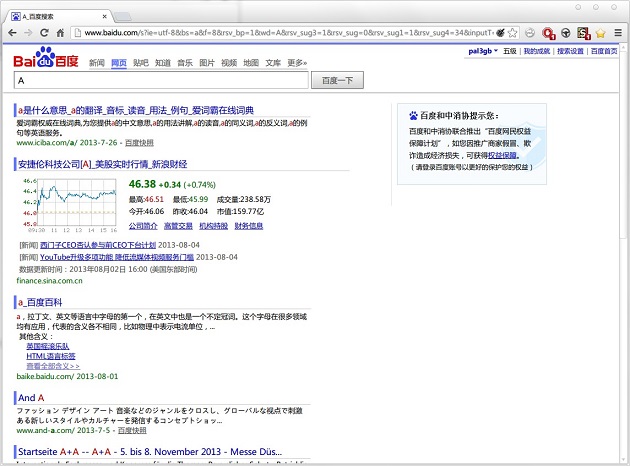 A_百度搜索
www.baidu.com/s?ie=utf-8&bs=a&f=8&rsv_bp=1&wd=A&rsv_sug3=1&rsv_sug=0&rsv_sug1=1&rsv_sug4=34&inputT=
pal3gb 五级 | 我的成就 | 搜索设置 | 百度首页
Bai du 百度 新闻 网页 贴吧 知道 音乐 图片 视频 地图 文库 更多»
A 百度一下
a是什么意思_a的翻译_音标_读音_用法_例句_爱词霸在线词典
爱词霸权威在线词典,为您提供a的中文意思,a的用法讲解,a的读音,a的同义词,a的反义词,a的例
句等英语服务。
www.iciba.com/a/ 2013-7-26 - 百度快照
安捷伦科技公司[A]_美股实时行情_新浪财经
46.6
46.4
46.2
46.0
09:30 11 12 13 14 15 16
46.38 +0.34 (+0.74%)
最高:46.51 最低:45.99 成交量:238.58万
今开:46.06 昨收:46.04 市值:159.77亿
公司简介 高管交易 机构持股 财务信息
[新闻] 西门子CEO否认参与前CEO下台计划 2013-08-04
[新闻] YouTube升级多项功能 降低流媒体视频服务门槛 2013-08-04
数据更新时间：2013年08月02日 16:00 (美国东部时间)
finance.sina.com.cn
a_百度百科
a，拉丁文、英文等语言中字母的第一个，在英文中也是一个不定冠词。这个字母在很多领域
均有应用，代表的含义各不相同，比如物理中表示电流单位，...
其他含义：
英国摇滚乐队
HTML语言标签
查看全部含义>>
baike.baidu.com/ 2013-08-01
And A
ファッション デザイン アート 音楽などのジャンルをクロスし、グローバルな視点で刺激
ある新しいスタイルやカルチャーを発信するコンセプトショッ...
www.and-a.com/ 2013-7-5 - 百度快照
Startseite A+A -- A+A - 5. bis 8. November 2013 - Messe Düs...
百度和中消协提示您：
百度和中消协联合推出“百度网民权益
保障计划”，如您因推广商家假冒、欺
诈造成经济损失，可获得权益保障。
（请登录百度账号以更好的保护您的权益）